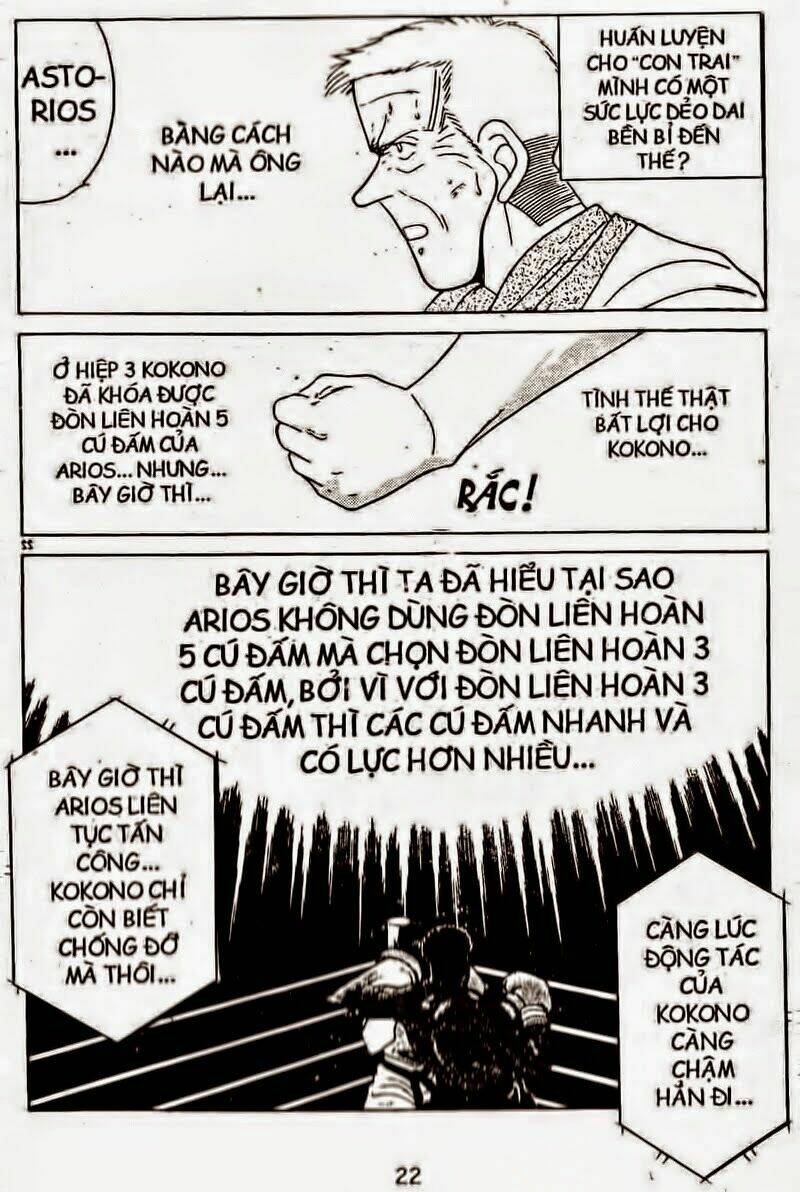 ASTO-
RIOS
...
BẰNG CÁCH
NÀO MÀ ÔNG
LẠI...
HUẤN LUYỆN
CHO "CON TRAI"
MÌNH CÓ MỘT
SỨC LỰC DẺO DAI
BỀN BỈ ĐẾN
THẾ?
Ở HIỆP 3 KOKONO
ĐÃ KHÓA ĐƯỢC
ĐÒN LIÊN HOÀN 5
CÚ ĐẤM CỦA
ARIOS... NHƯNG...
BÂY GIỜ THÌ...
TÌNH THẾ THẬT
BẤT LỢI CHO
KOKONO...
RẮC!
22
BÂY GIỜ THÌ TA ĐÃ HIỂU TẠI SAO
ARIOS KHÔNG DÙNG ĐÒN LIÊN HOÀN
5 CÚ ĐẤM MÀ CHỌN ĐÒN LIÊN HOÀN 3
CÚ ĐẤM, BỞI VÌ VỚI ĐÒN LIÊN HOÀN 3
CÚ ĐẤM THÌ CÁC CÚ ĐẤM NHANH VÀ
CÓ LỰC HƠN NHIỀU...
BÂY GIỜ THÌ
ARIOS LIÊN
TỤC TẤN
CÔNG...
KOKONO CHỈ
CÒN BIẾT
CHỐNG ĐỠ
MÀ THÔI...
CÀNG LÚC
ĐỘNG TÁC
CỦA
KOKONO
CÀNG
CHẬM
HẲN ĐI...
22